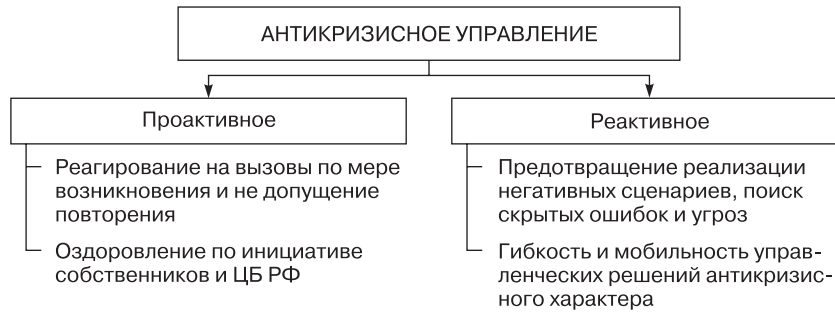 АНТИКРИЗИСНОЕ УПРАВЛЕНИЕ
Проактивное
Реагирование на вызовы по мере
возникновения и не допущение
повторения
Оздоровление по инициативе
собственников и ЦБ РФ
Реактивное
Предотвращение реализации
негативных сценариев, поиск
скрытых ошибок и угроз
Гибкость и мобильность управ-
ленческих решений антикризис-
ного характера